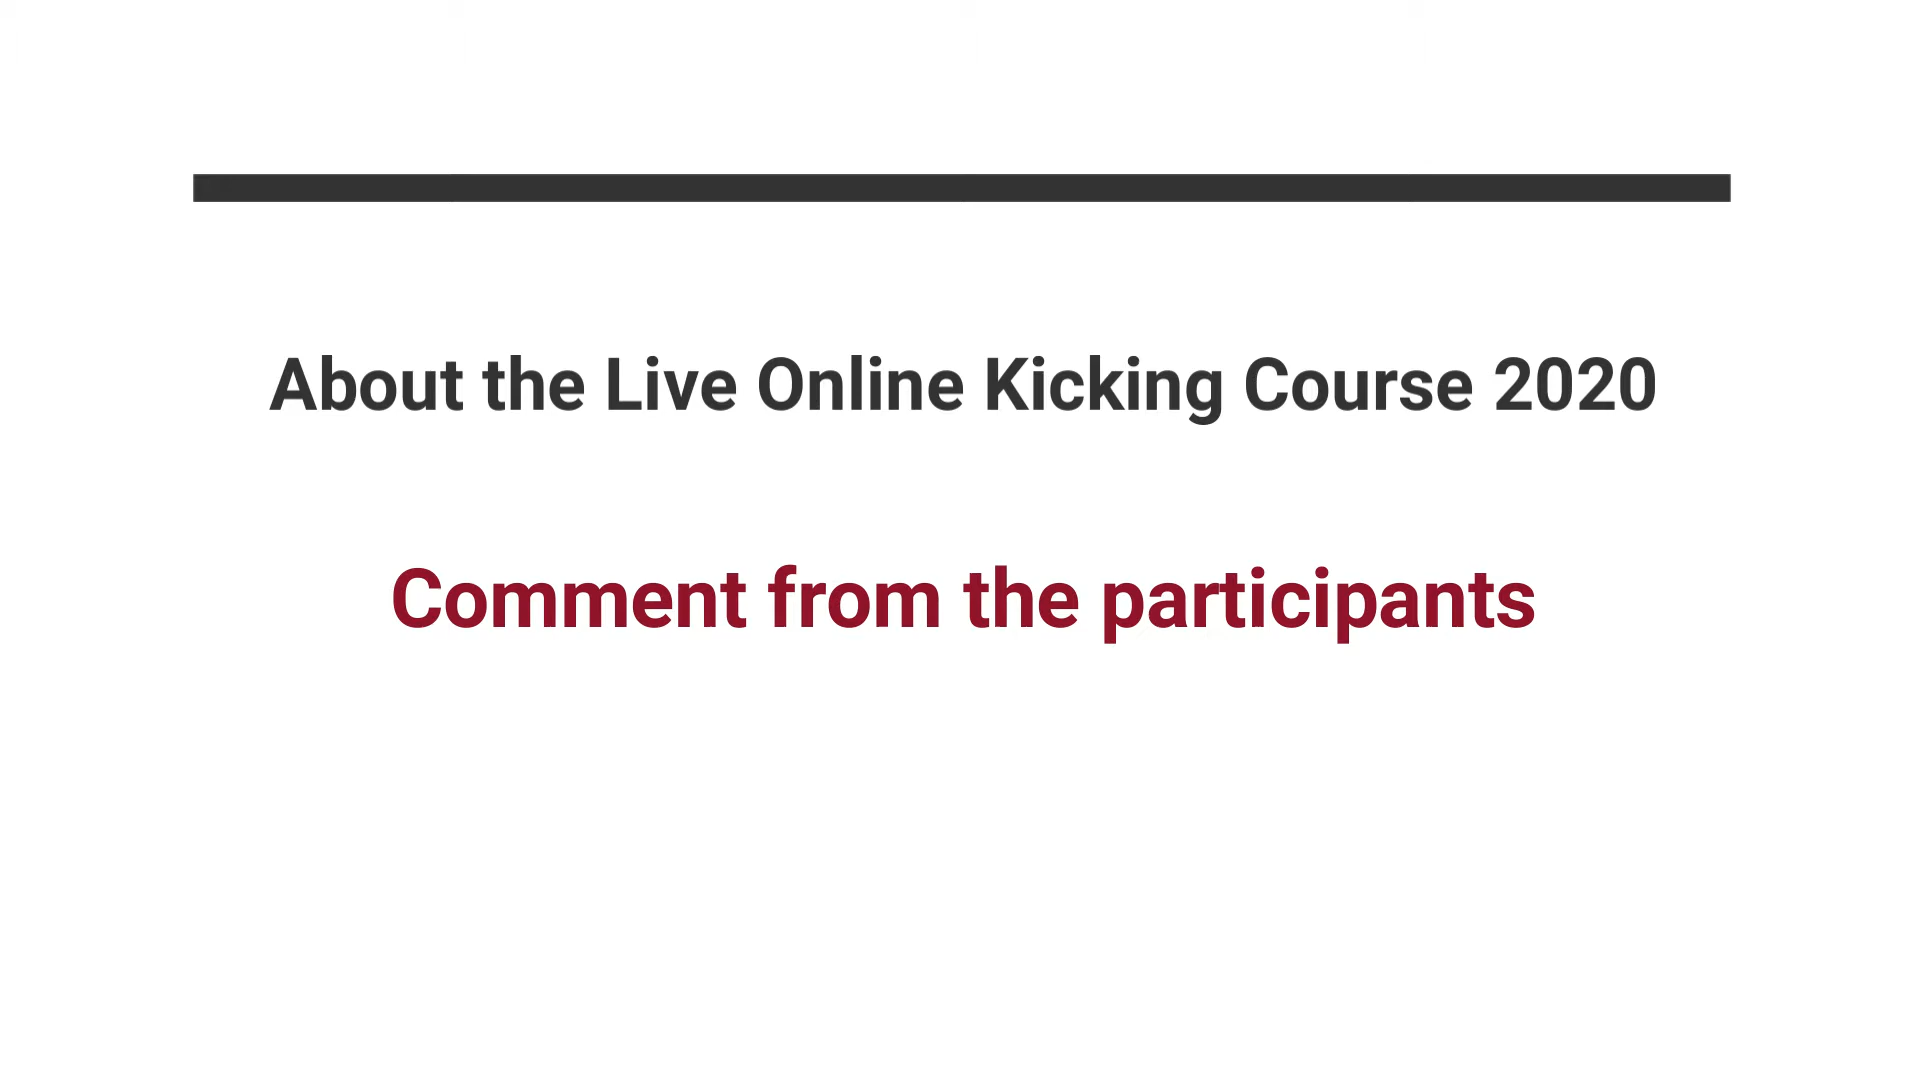 About the Live Online Kicking Course 2020
Comment from the participants